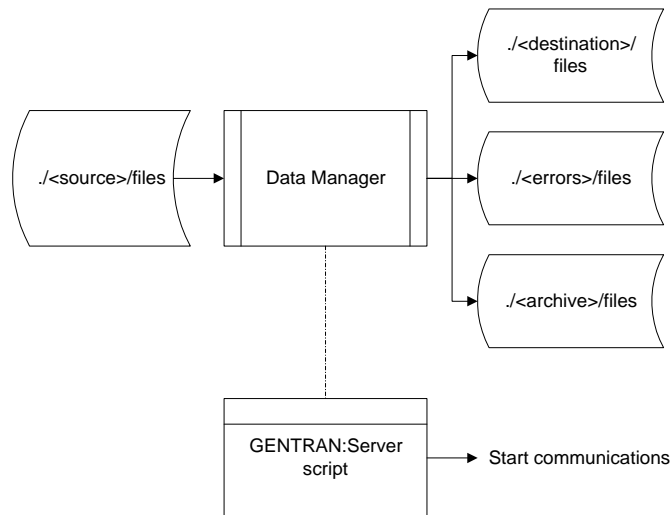 ./<destination>/
files
./<source>/files
Data Manager
./<errors>/files
./<archive>/files
GENTRAN:Server
script
Start communications